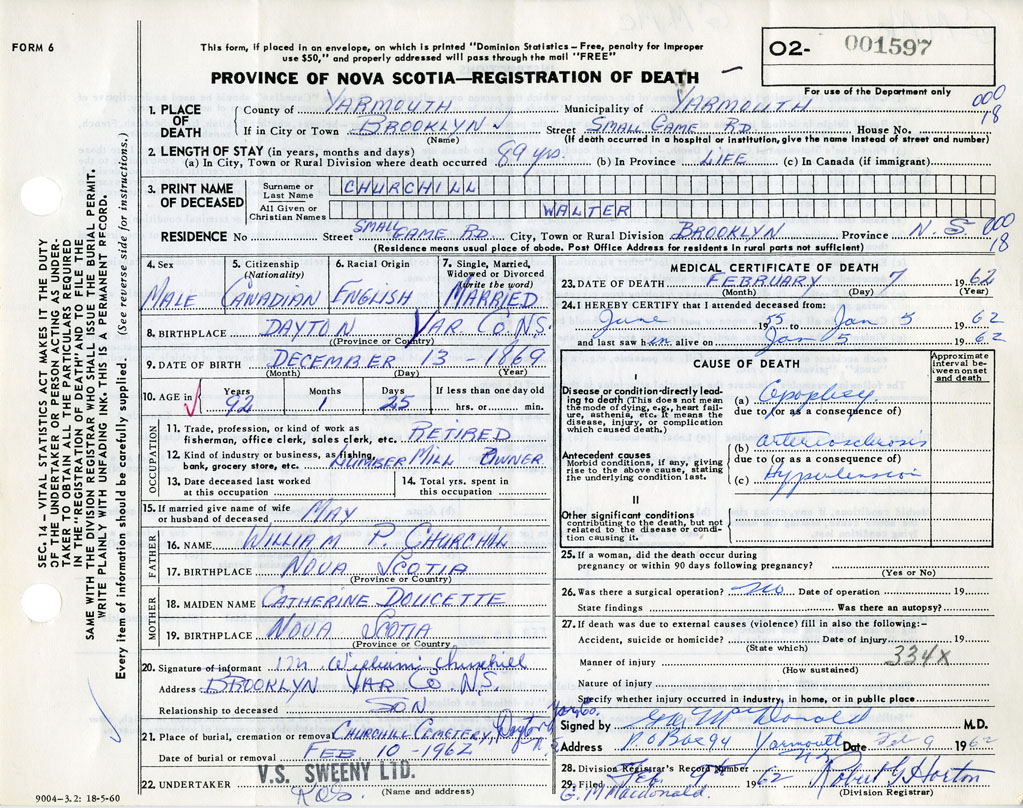 FORM 6
This form, if placed in an envelope, on which is printed "Dominion Statistics – Free, penalty for improper
use $50," and properly addressed will pass through the mail "FREE"
O2- 001597
For use of the Department only
PROVINCE OF NOVA SCOTIA—REGISTRATION OF DEATH
000
18
1. PLACE OF DEATH County of YARMOUTH Municipality of YARMOUTH
If in City or Town BROOKLYN Street SMALL GAME RD House No.
(Name) (If death occurred in a hospital or institution, give the name instead of street and number)
2. LENGTH OF STAY (in years, months and days)
(a) In City, Town or Rural Division where death occurred 89 yrs. (b) In Province LIFE (c) In Canada (if immigrant)
3. PRINT NAME OF DECEASED Surname or Last Name CHURCHILL
All Given or Christian Names WALTER
RESIDENCE No Street SMALL GAME RD. City, Town or Rural Division BROOKLYN Province N.S. 000
18
(Residence means usual place of abode. Post Office Address for residents in rural parts not sufficient)
4. Sex 5. Citizenship (Nationality) 6. Racial Origin 7. Single, Married, Widowed or Divorced (write the word)
MALE CANADIAN ENGLISH MARRIED
8. BIRTHPLACE DAYTON YAR CO. N.S.
(Province or Country)
9. DATE OF BIRTH DECEMBER 13 - 1869
(Month) (Day) (Year)
10. AGE in Years Months Days If less than one day old
92 1 25 hrs. or min.
OCCUPATION
11. Trade, profession, or kind of work as
fisherman, office clerk, sales clerk, etc. RETIRED
12. Kind of industry or business, as fishing,
bank, grocery store, etc. LUMBER MILL OWNER
13. Date deceased last worked
at this occupation
14. Total yrs. spent in
this occupation
15. If married give name of wife
or husband of deceased MAY
FATHER
16. NAME WILLIAM P. CHURCHILL
17. BIRTHPLACE NOVA SCOTIA
(Province or Country)
MOTHER
18. MAIDEN NAME CATHERINE DOUCETTE
19. BIRTHPLACE NOVA SCOTIA
(Province or Country)
20. Signature of informant William Churchill
Address BROOKLYN YAR CO N.S.
Relationship to deceased SON
21. Place of burial, cremation or removal CHURCHILL CEMETERY, Dayton Yar Co. N.S.
Date of burial or removal FEB 10 - 1962
22. UNDERTAKER V.S. SWEENY LTD.
(Name and address)
9004-3.2: 18-5-60
MEDICAL CERTIFICATE OF DEATH
23. DATE OF DEATH FEBRUARY 7 1962
(Month) (Day) (Year)
24. I HEREBY CERTIFY that I attended deceased from:
June 1955 to Jan 5 1962
and last saw him alive on Jan 5 1962
CAUSE OF DEATH
Approximate interval between onset and death
I
Disease or condition directly leading to death (This does not mean the mode of dying, e.g., heart failure, asthenia, etc. It means the disease, injury, or complication which caused death.)
(a) Apoplexy
due to (or as a consequence of)
Antecedent causes
Morbid conditions, if any, giving rise to the above cause, stating the underlying condition last.
(b) arteriosclerosis
due to (or as a consequence of)
(c) Hypertension
II
Other significant conditions
contributing to the death, but not related to the disease or condition causing it.
25. If a woman, did the death occur during
pregnancy or within 90 days following pregnancy?
(Yes or No)
26. Was there a surgical operation? no Date of operation 19
State findings Was there an autopsy?
27. If death was due to external causes (violence) fill in also the following:-
Accident, suicide or homicide? Date of injury 19
(State which)
334X
Manner of injury
(How sustained)
Nature of injury
Specify whether injury occurred in industry, in home, or in public place
Signed by McDonald M.D.
Address P.O. Box 94 Yarmouth Date Feb 9 1962
28. Division Registrar's Record Number
29. Filed Feb. 9 1962 Robert G Horton
G. M Macdonald. (Division Registrar)
SEC. 14 – VITAL STATISTICS ACT MAKES IT THE DUTY
OF THE UNDERTAKER OR PERSON ACTING AS UNDER-
TAKER TO OBTAIN ALL THE PARTICULARS REQUIRED
IN THE "REGISTRATION OF DEATH" AND TO FILE THE
SAME WITH THE DIVISION REGISTRAR WHO SHALL ISSUE THE BURIAL PERMIT.
WRITE PLAINLY WITH UNFADING INK. THIS IS A PERMANENT RECORD.
Every item of information should be carefully supplied. (See reverse side for instructions.)